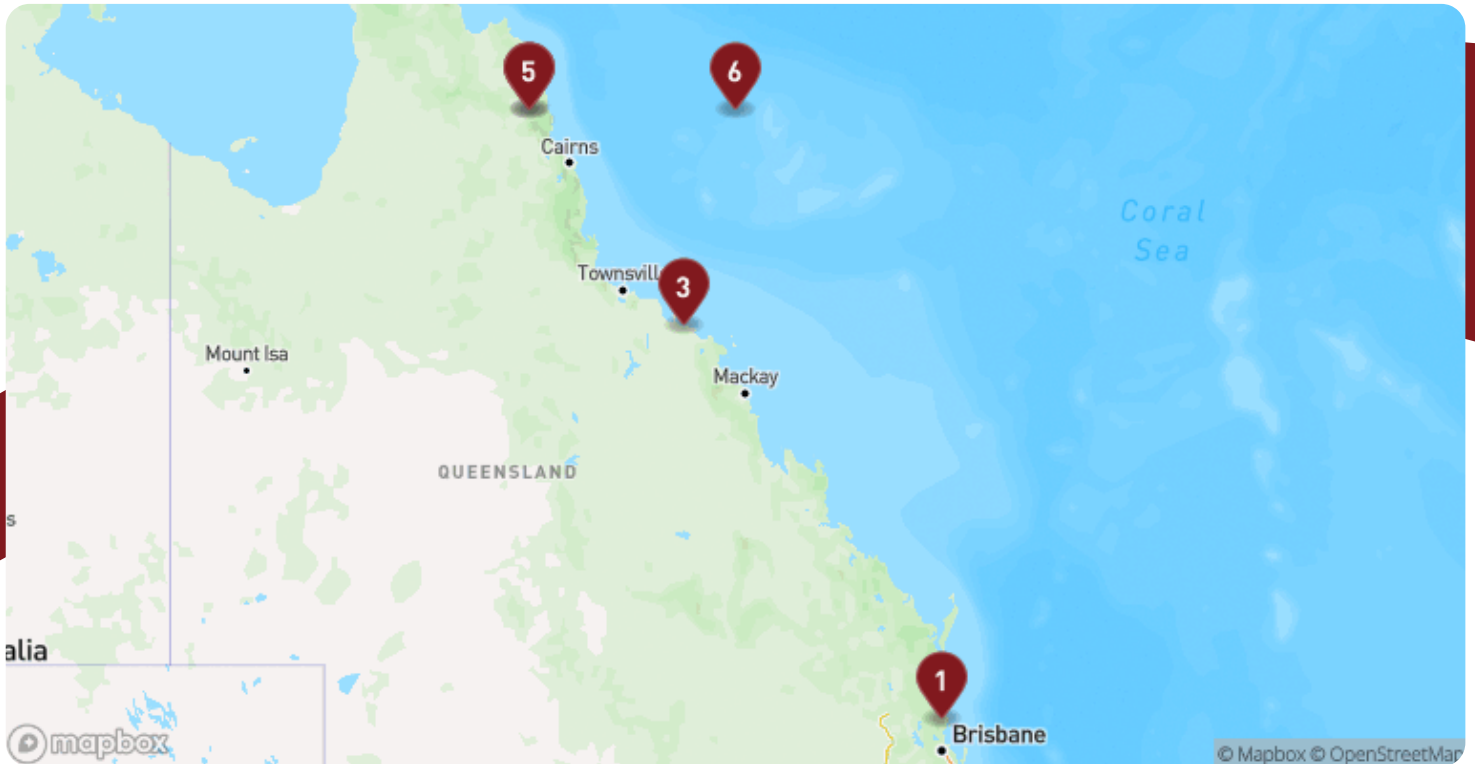 5
6
Cairns
Coral
Sea
Townsvill
3
Mount Isa
Mackay
QUEENSLAND
s
alia
1
Brisbane
mapbox
© Mapbox © OpenStreetMap